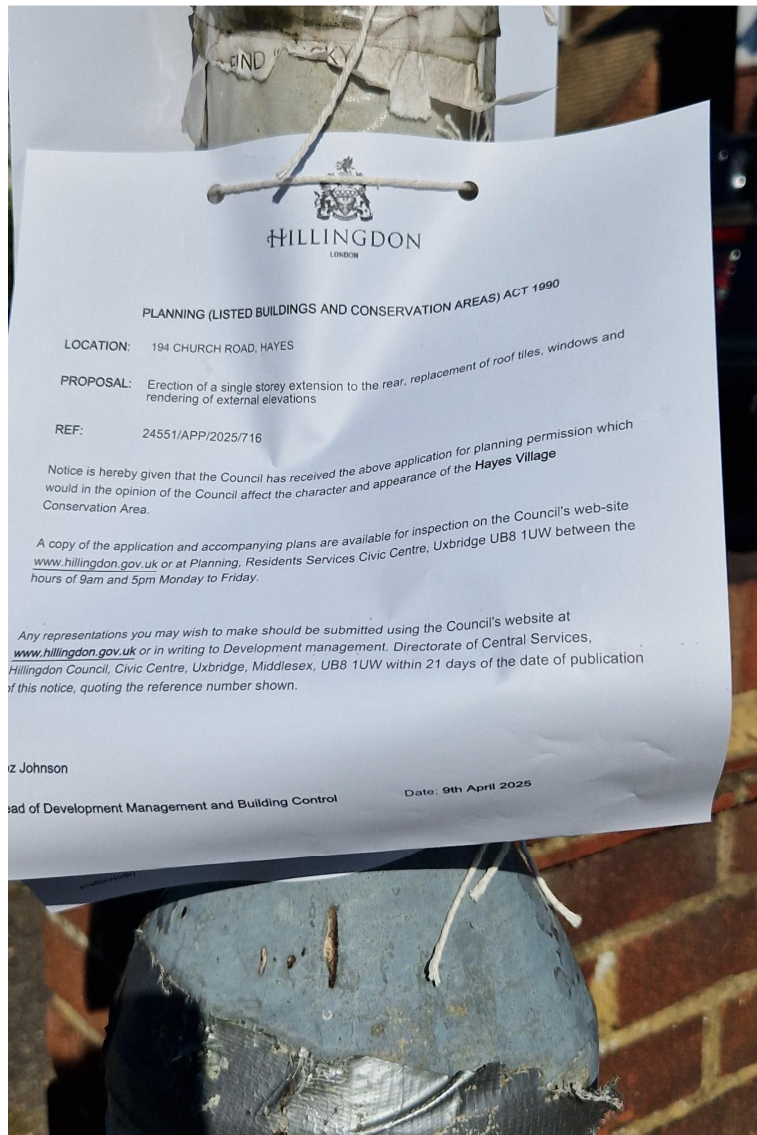 FIND
HILLINGDON
LONDON
PLANNING (LISTED BUILDINGS AND CONSERVATION AREAS) ACT 1990
LOCATION: 194 CHURCH ROAD, HAYES
PROPOSAL: Erection of a single storey extension to the rear, replacement of roof tiles, windows and
rendering of external elevations
REF: 24551/APP/2025/716
Notice is hereby given that the Council has received the above application for planning permission which
would in the opinion of the Council affect the character and appearance of the Hayes Village
Conservation Area.
A copy of the application and accompanying plans are available for inspection on the Council's web-site
www.hillingdon.gov.uk or at Planning, Residents Services Civic Centre, Uxbridge UB8 1UW between the
hours of 9am and 5pm Monday to Friday.
Any representations you may wish to make should be submitted using the Council's website at
www.hillingdon.gov.uk or in writing to Development management. Directorate of Central Services,
Hillingdon Council, Civic Centre, Uxbridge, Middlesex, UB8 1UW within 21 days of the date of publication
of this notice, quoting the reference number shown.
oz Johnson
ead of Development Management and Building Control Date: 9th April 2025